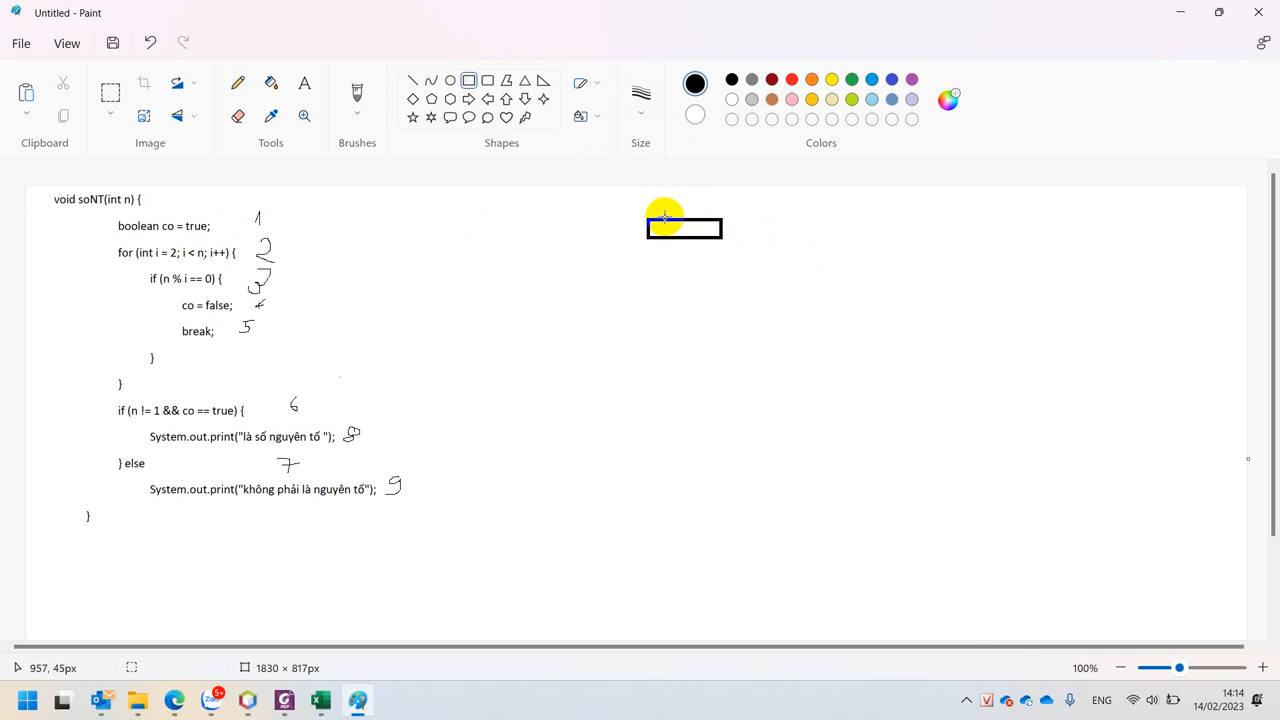 Untitled - Paint
File View
Clipboard Image Tools Brushes Shapes Size Colors
void soNT(int n) {
boolean co = true; 1
for (int i = 2; i < n; i++) { 2
if (n % i == 0) { 3
co = false; 4
break; 5
}
}
if (n != 1 && co == true) { 6
System.out.print("là số nguyên tố "); 8
} else 7
System.out.print("không phải là nguyên tố"); 9
}
957, 45px 1830 × 817px 100%
5+ Zalo PDF V ENG 14:14
14/02/2023